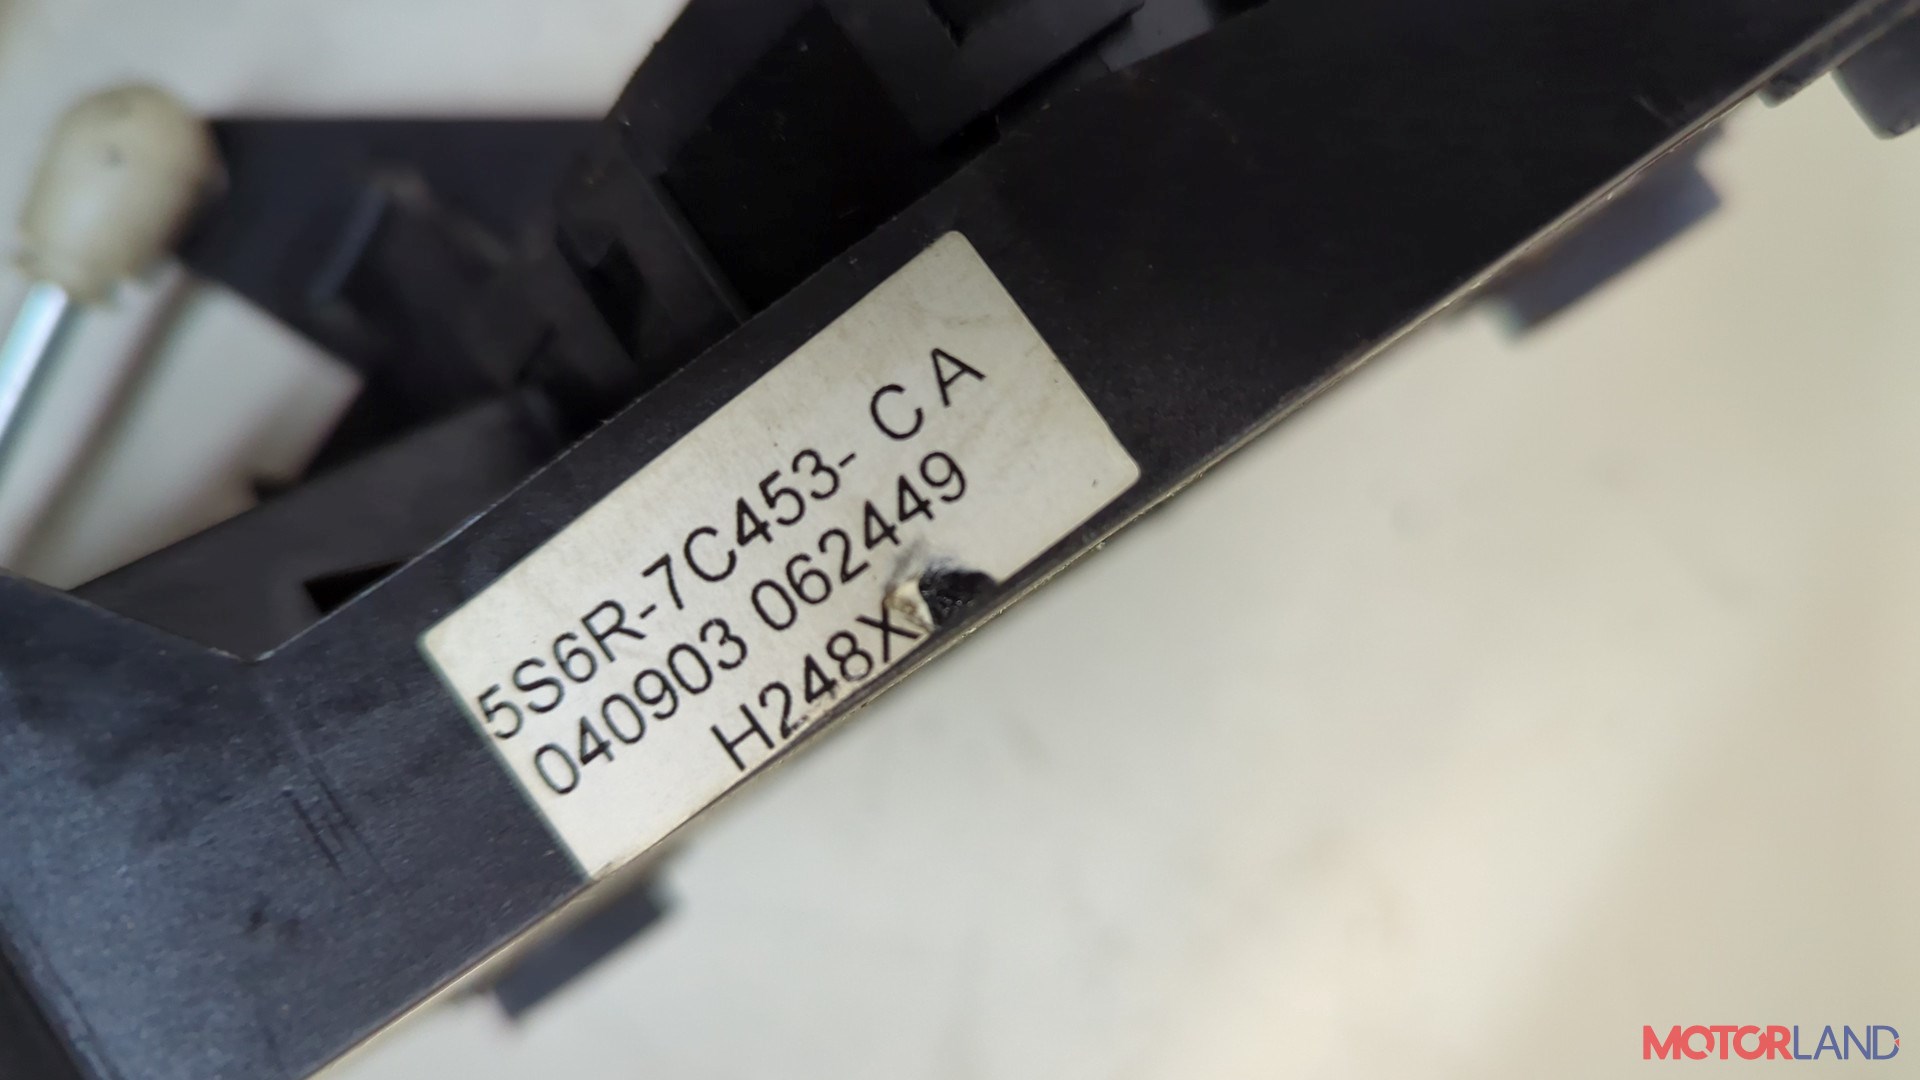 5S6R-7C453- CA
040903 062449
H248X
MOTORLAND